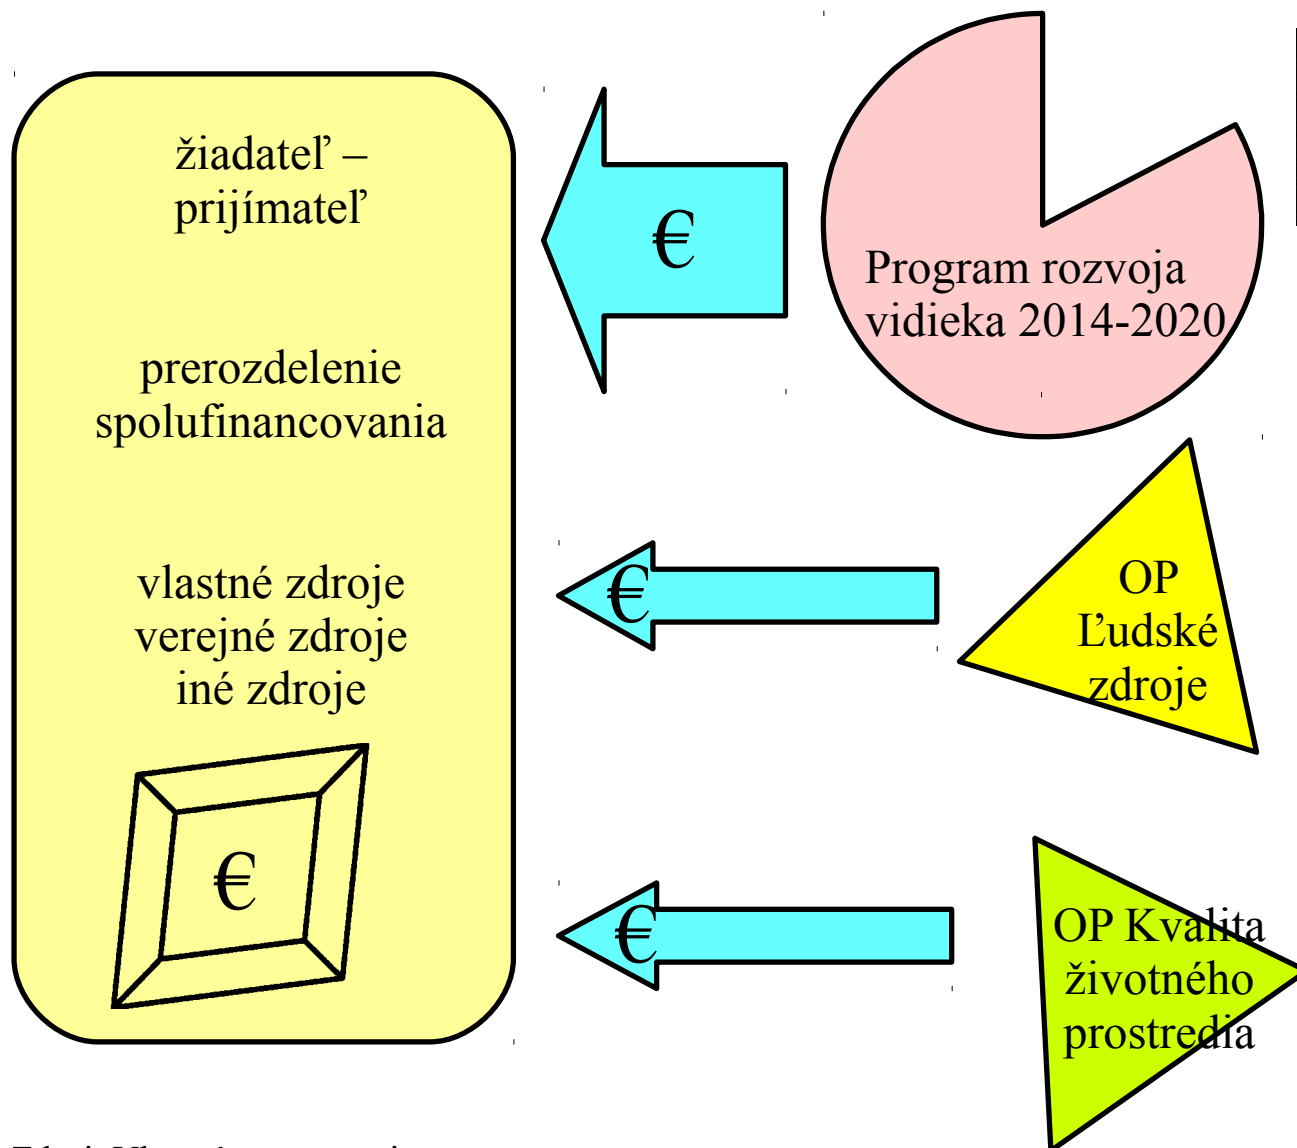 žiadateľ –
prijímateľ
prerozdelenie
spolufinancovania
vlastné zdroje
verejné zdroje
iné zdroje
€
€
Program rozvoja
vidieka 2014-2020
€
OP
Ľudské
zdroje
€
OP Kvalita
životného
prostredia